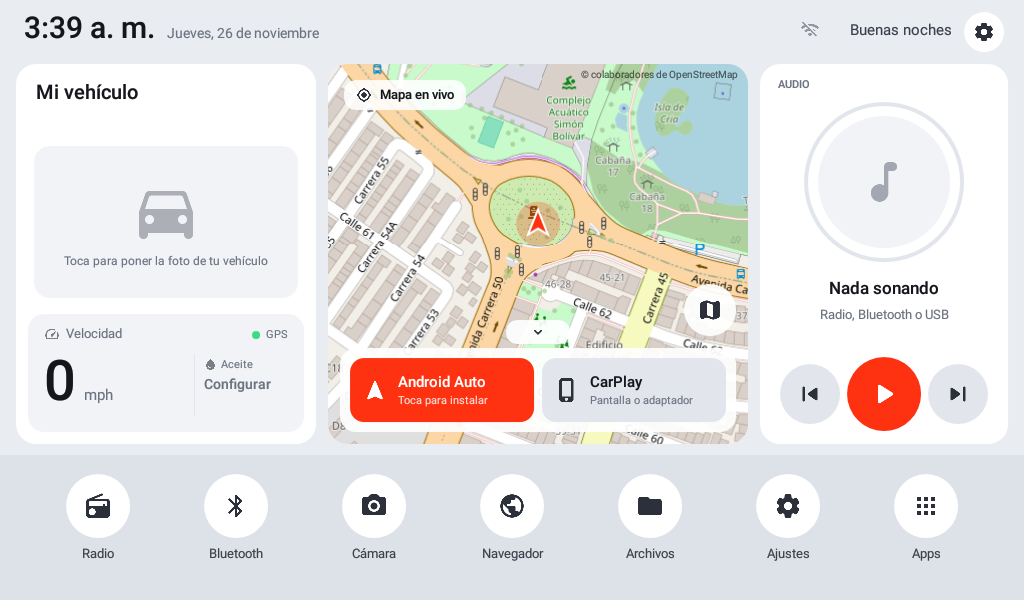 3:39 a. m.
Jueves, 26 de noviembre
Buenas noches
Mi vehículo
Toca para poner la foto de tu vehículo
Velocidad
GPS
0 mph
Aceite
Configurar
© colaboradores de OpenStreetMap
Mapa en vivo
Complejo
Acuático
Simón
Bolívar
Isla de
Cria
Cabaña
17
Cabaña
18
Carrera 55
Calle 61
Carrera 54A
Carrera 54
Carrera 53
Carrera 50
Carrera 45
P
Avenida Ca
46-28
45-21
Calle 62
Edificio
Calle 60
Android Auto
Toca para instalar
CarPlay
Pantalla o adaptador
AUDIO
Nada sonando
Radio, Bluetooth o USB
Radio
Bluetooth
Cámara
Navegador
Archivos
Ajustes
Apps